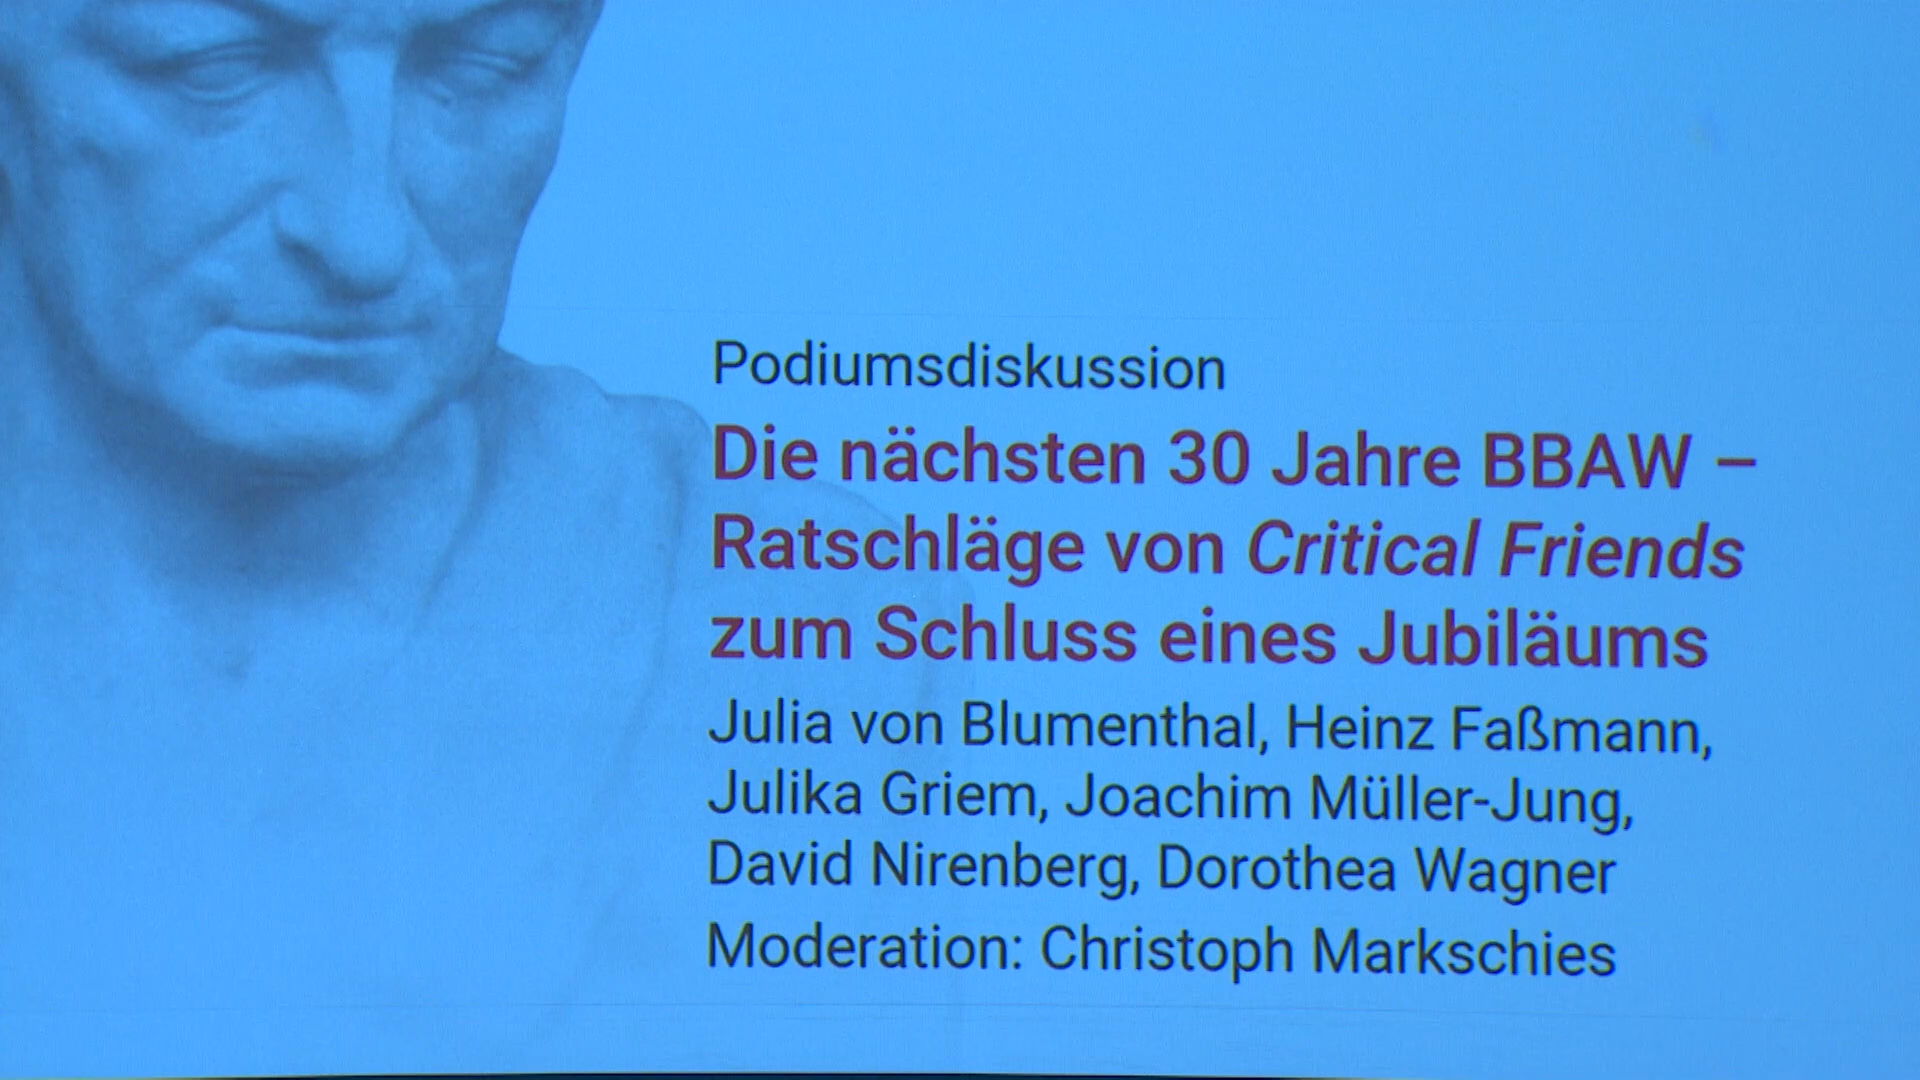 Podiumsdiskussion
Die nächsten 30 Jahre BBAW –
Ratschläge von Critical Friends
zum Schluss eines Jubiläums
Julia von Blumenthal, Heinz Faßmann,
Julika Griem, Joachim Müller-Jung,
David Nirenberg, Dorothea Wagner
Moderation: Christoph Markschies